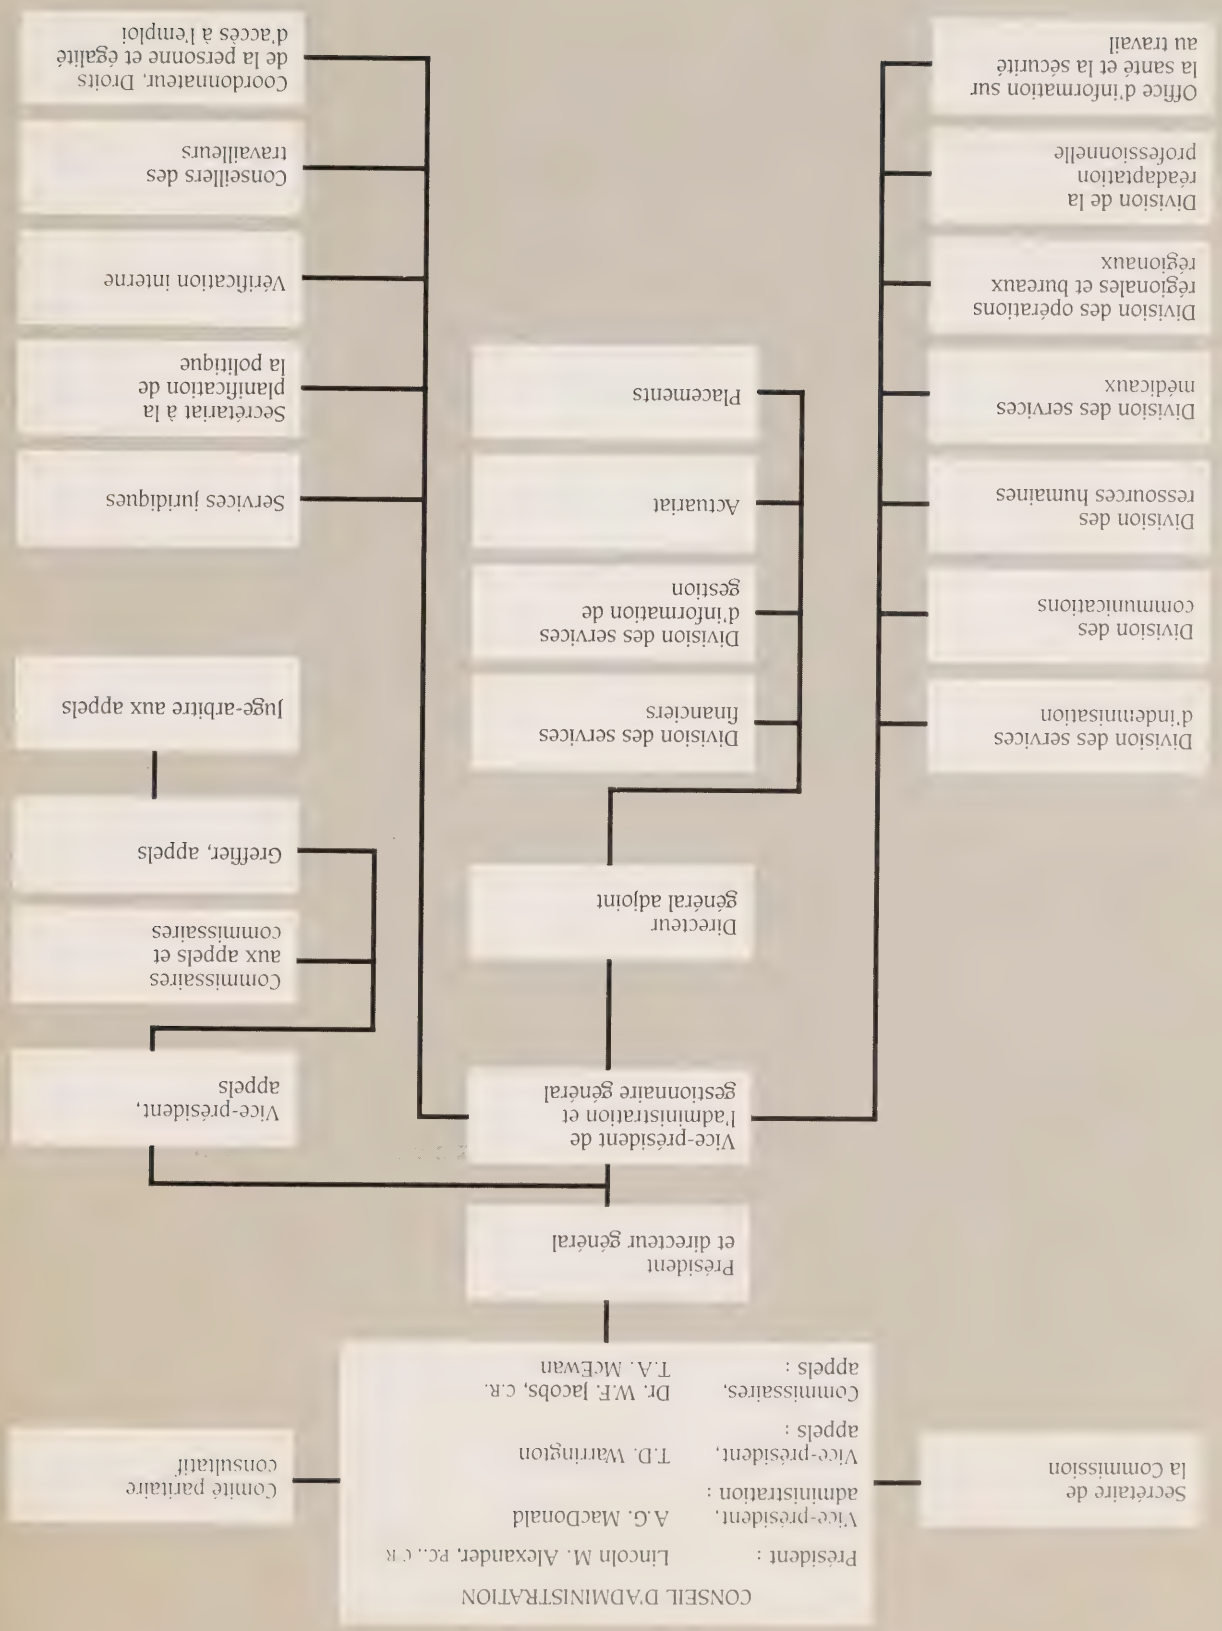 CONSEIL D'ADMINISTRATION
Président : Lincoln M. Alexander, P.C., C.R.
Vice-président, A.G. MacDonald
administration :
Vice-président, T.D. Warrington
appels :
Commissaires, Dr. W.F. Jacobs, C.R.
appels : T.A. McEwan
Secrétaire de
la Commission
Comité paritaire
consultatif
Président
et directeur général
Vice-président de
l'administration et
gestionnaire général
Vice-président,
appels
Commissaires
aux appels et
commissaires
Greffier, appels
Juge-arbitre aux appels
Directeur
général adjoint
Division des services
d'indemnisation
Division des
communications
Division des
ressources humaines
Division des services
médicaux
Division des opérations
régionales et bureaux
régionaux
Division de la
réadaptation
professionnelle
Office d'information sur
la santé et la sécurité
au travail
Division des services
financiers
Division des services
d'information de
gestion
Actuariat
Placements
Services juridiques
Secrétariat à la
planification de
la politique
Vérification interne
Conseillers des
travailleurs
Coordonnateur, Droits
de la personne et égalité
d'accès à l'emploi